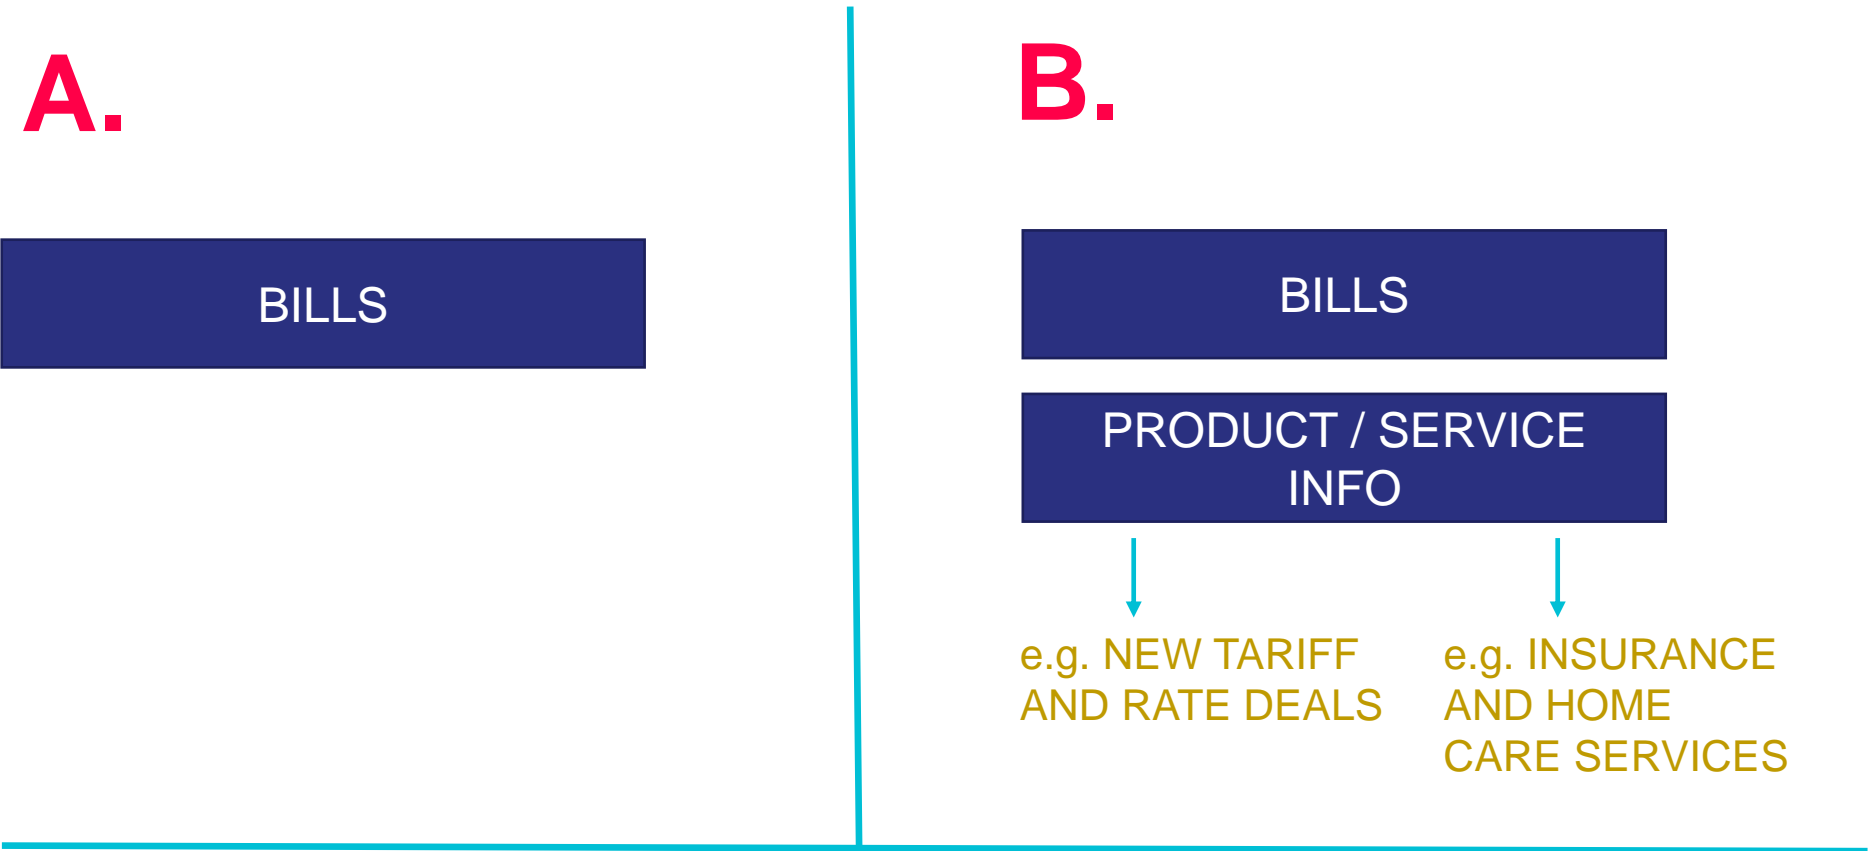 A.
BILLS
B.
BILLS
PRODUCT / SERVICE
INFO
e.g. NEW TARIFF
AND RATE DEALS
e.g. INSURANCE
AND HOME
CARE SERVICES